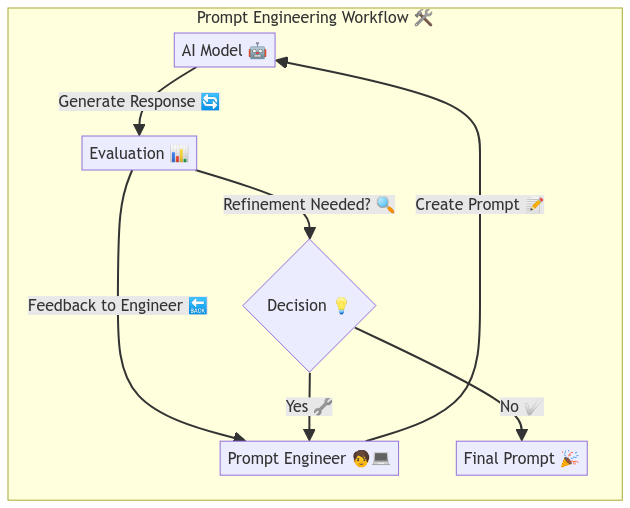 Prompt Engineering Workflow 🛠️
AI Model 🤖
Generate Response 🔄
Evaluation 📊
Refinement Needed? 🔍
Create Prompt 📝
Feedback to Engineer 🔙
Decision 💡
Yes 🔧
No ✅
Prompt Engineer 🧑‍💻
Final Prompt 🎉